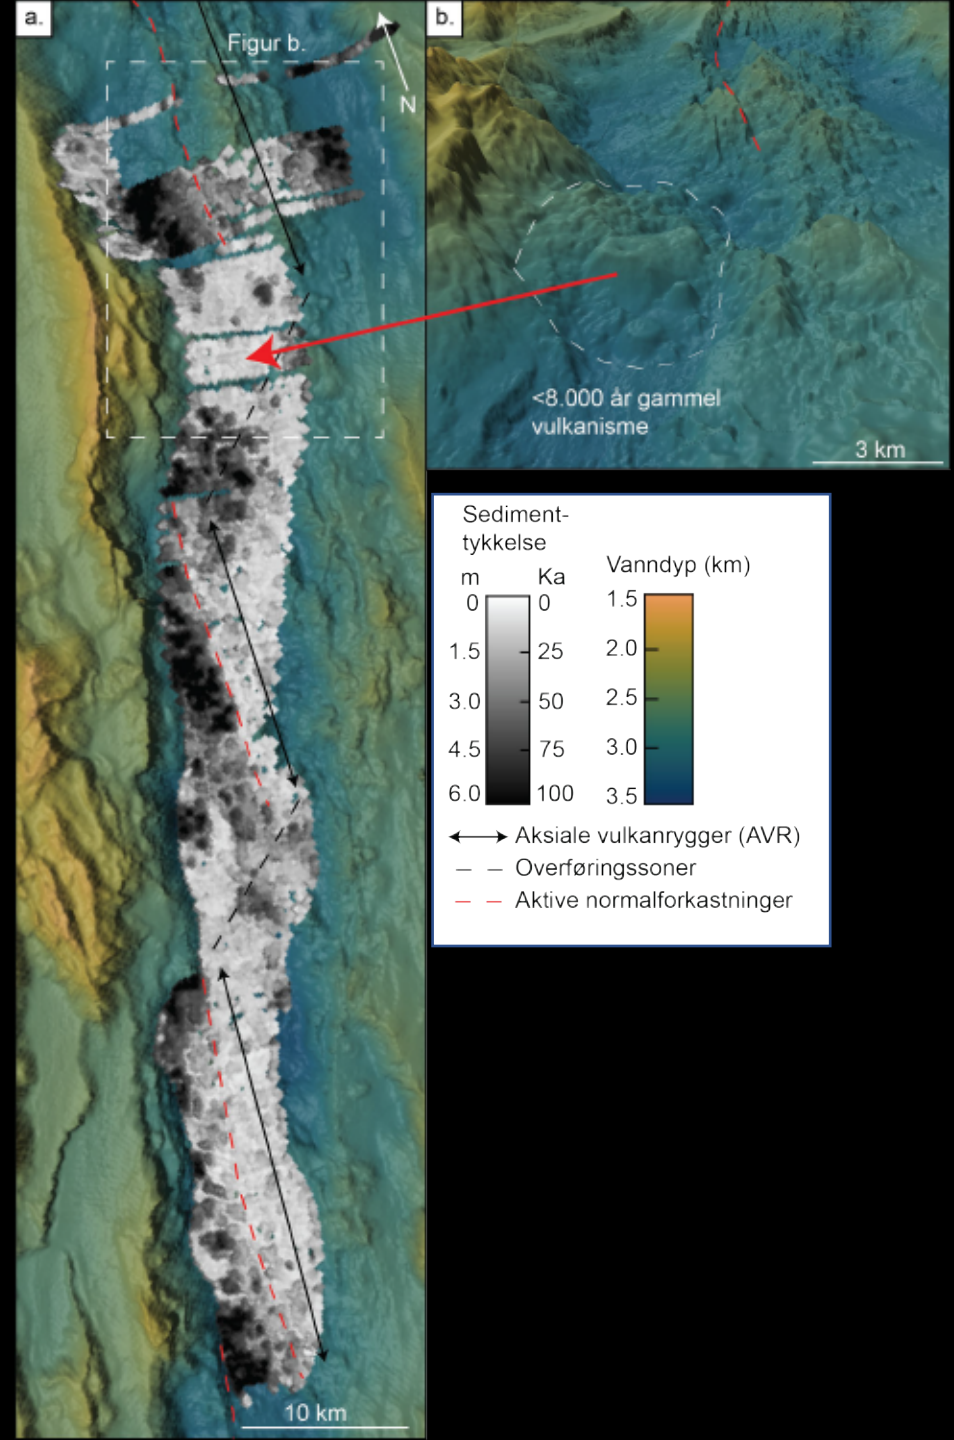 a.
Figur b.
N
10 km
b.
<8.000 år gammel
vulkanisme
3 km
Sediment-
tykkelse
m Ka
0 0
1.5 25
3.0 50
4.5 75
6.0 100
Vanndyp (km)
1.5
2.0
2.5
3.0
3.5
Aksiale vulkanrygger (AVR)
Overføringssoner
Aktive normalforkastninger